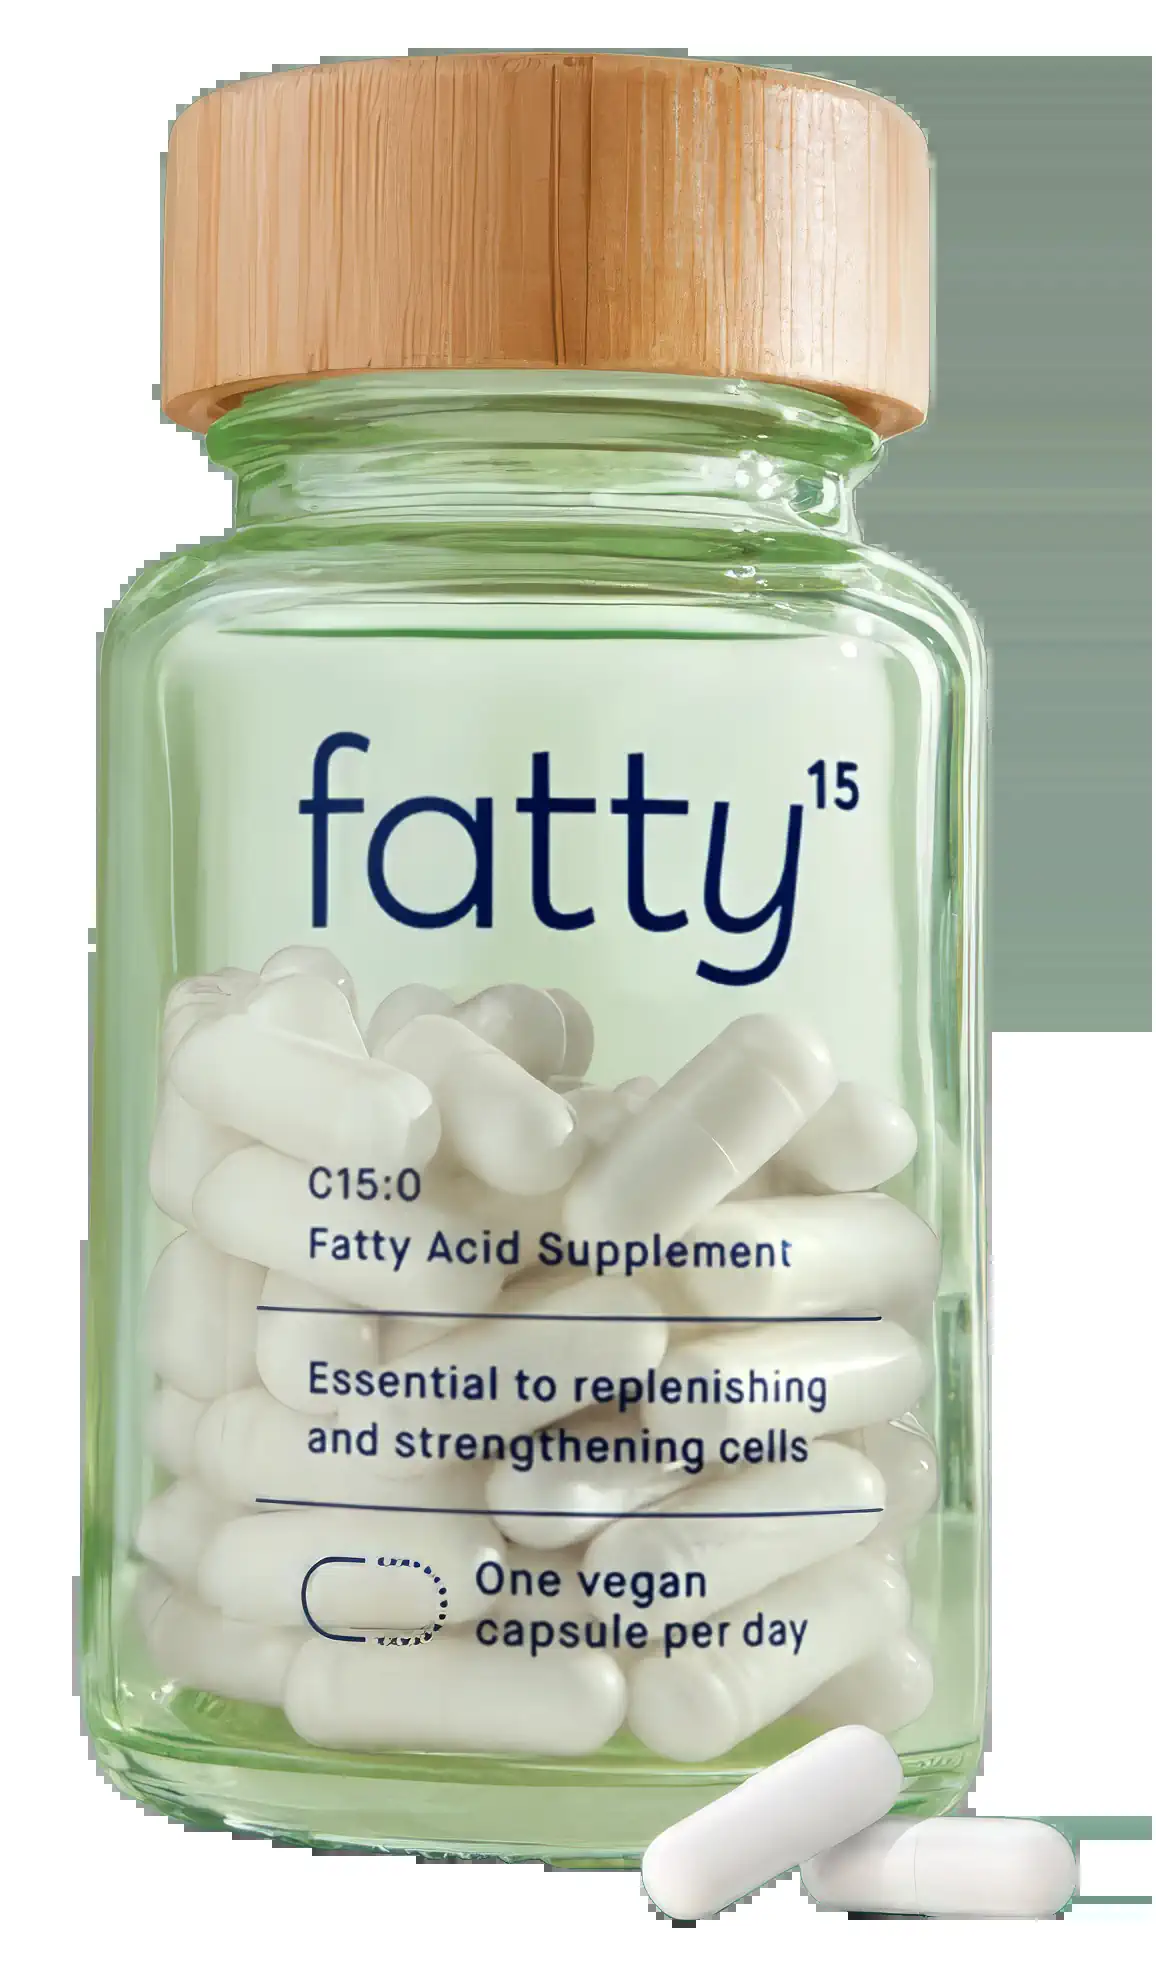 fatty15
C15:0
Fatty Acid Supplement
Essential to replenishing
and strengthening cells
One vegan
capsule per day